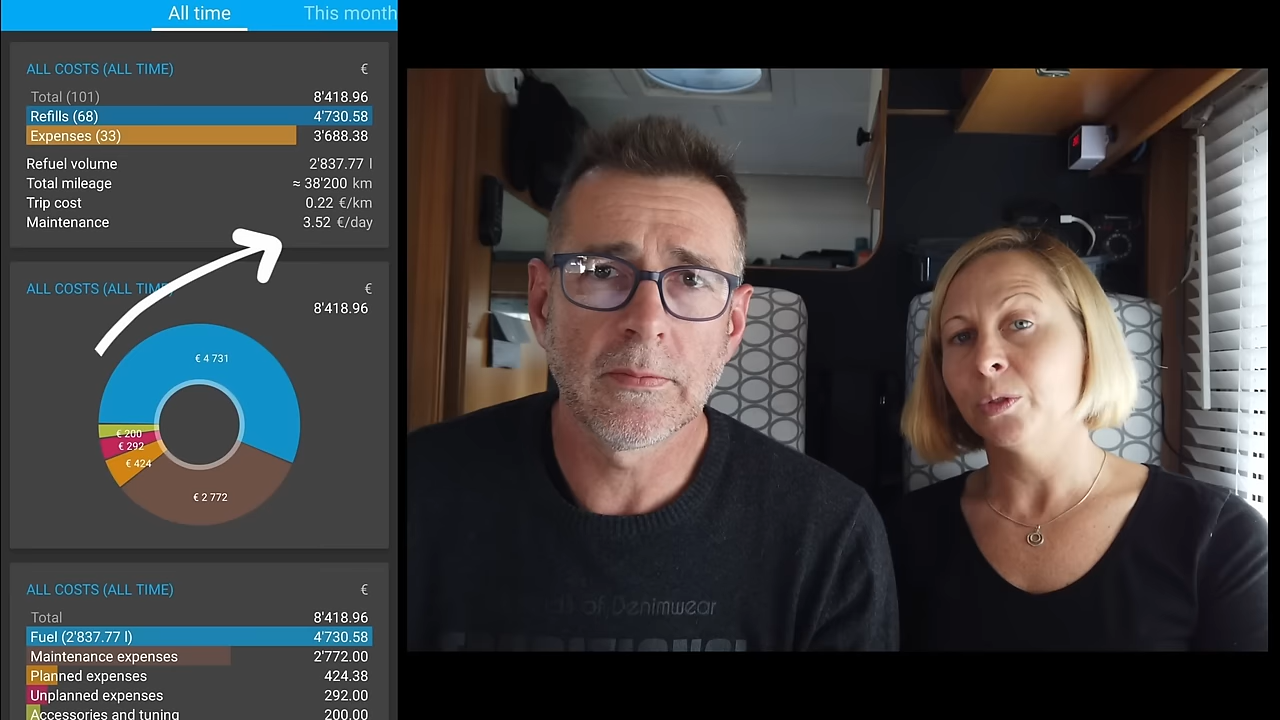 All time
This month
ALL COSTS (ALL TIME) €
Total (101) 8'418.96
Refills (68) 4'730.58
Expenses (33) 3'688.38
Refuel volume 2'837.77 l
Total mileage ≈ 38'200 km
Trip cost 0.22 €/km
Maintenance 3.52 €/day
ALL COSTS (ALL TIME) €
8'418.96
€ 4 731
€ 200
€ 292
€ 424
€ 2 772
ALL COSTS (ALL TIME) €
Total 8'418.96
Fuel (2'837.77 l) 4'730.58
Maintenance expenses 2'772.00
Planned expenses 424.38
Unplanned expenses 292.00
Accessories and tuning 200.00
of Denimwear